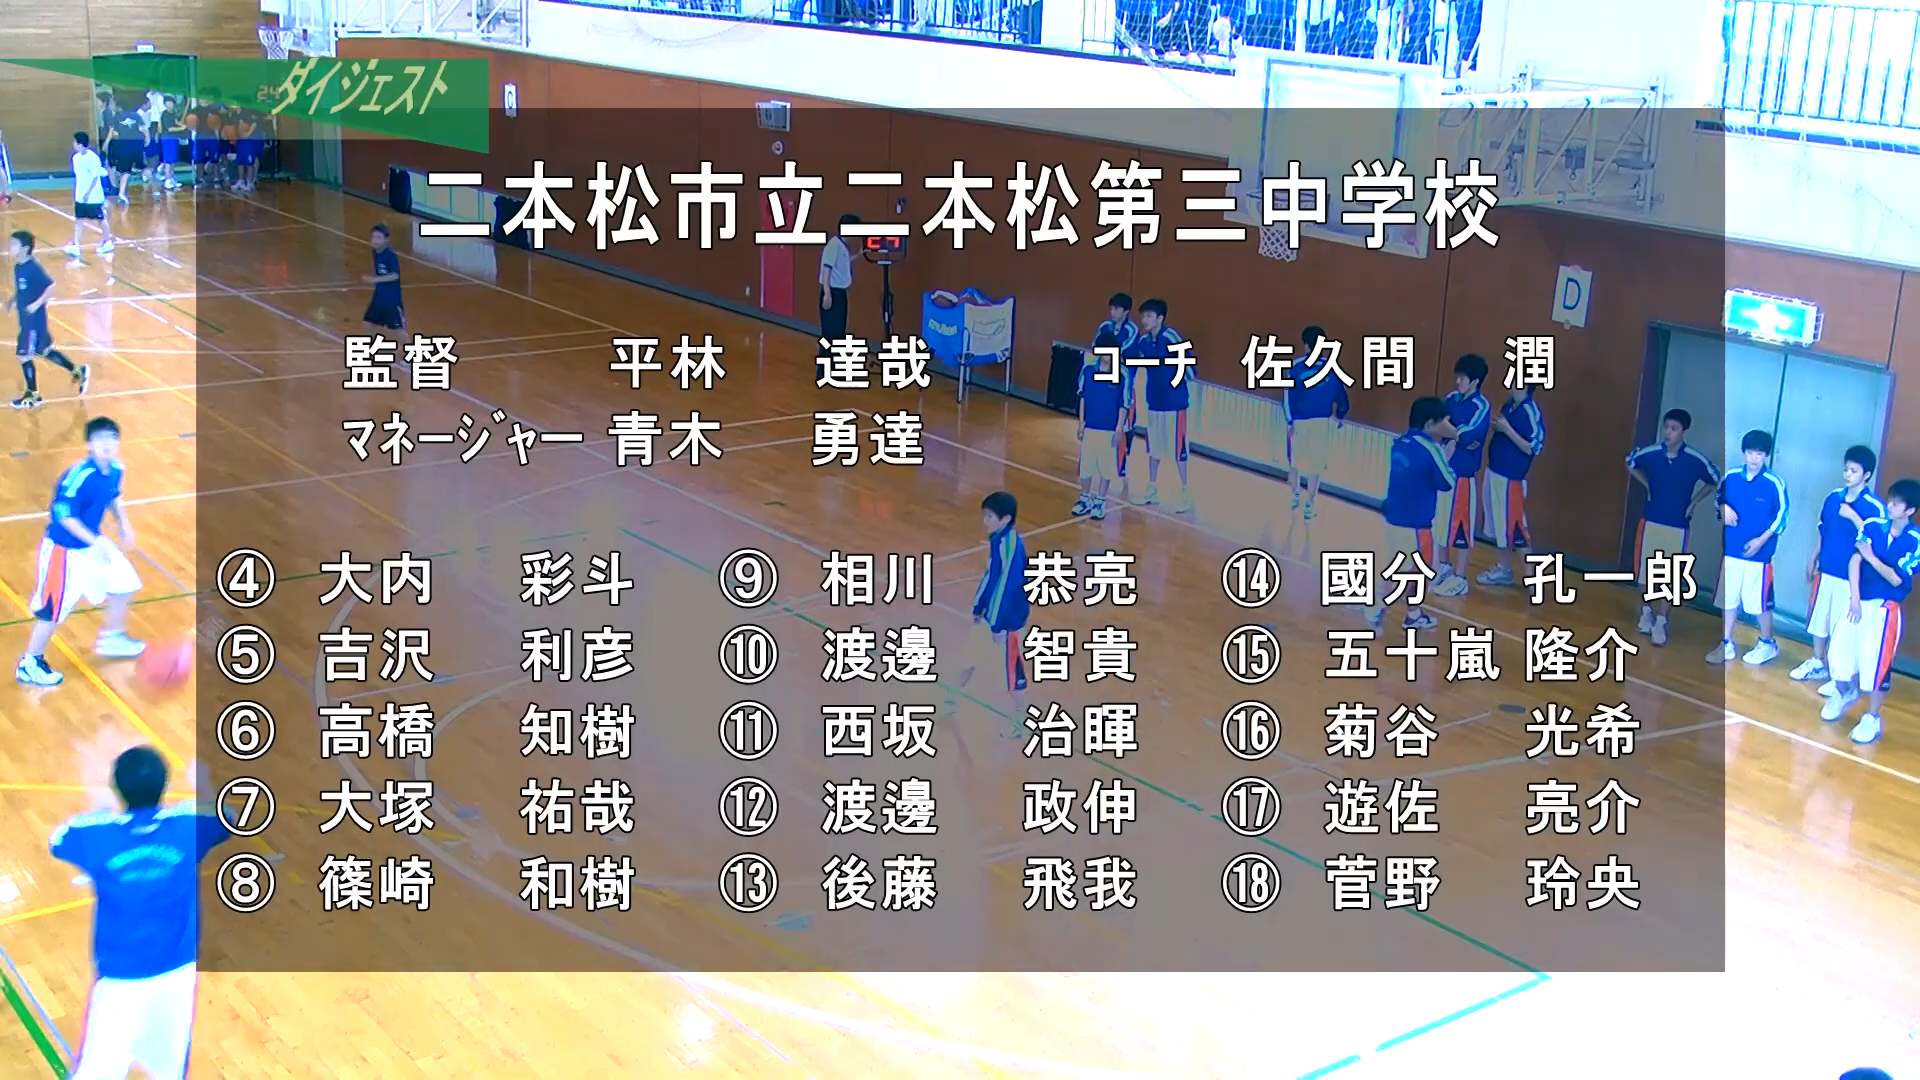 ダイジェスト
二本松市立二本松第三中学校
監督 平林 達哉 ｺｰﾁ 佐久間 潤
ﾏﾈｰｼﾞｬｰ 青木 勇達
④ 大内 彩斗 ⑨ 相川 恭亮 ⑭ 國分 孔一郎
⑤ 吉沢 利彦 ⑩ 渡邊 智貴 ⑮ 五十嵐 隆介
⑥ 高橋 知樹 ⑪ 西坂 治暉 ⑯ 菊谷 光希
⑦ 大塚 祐哉 ⑫ 渡邊 政伸 ⑰ 遊佐 亮介
⑧ 篠崎 和樹 ⑬ 後藤 飛我 ⑱ 菅野 玲央
24
24
D
molten
C